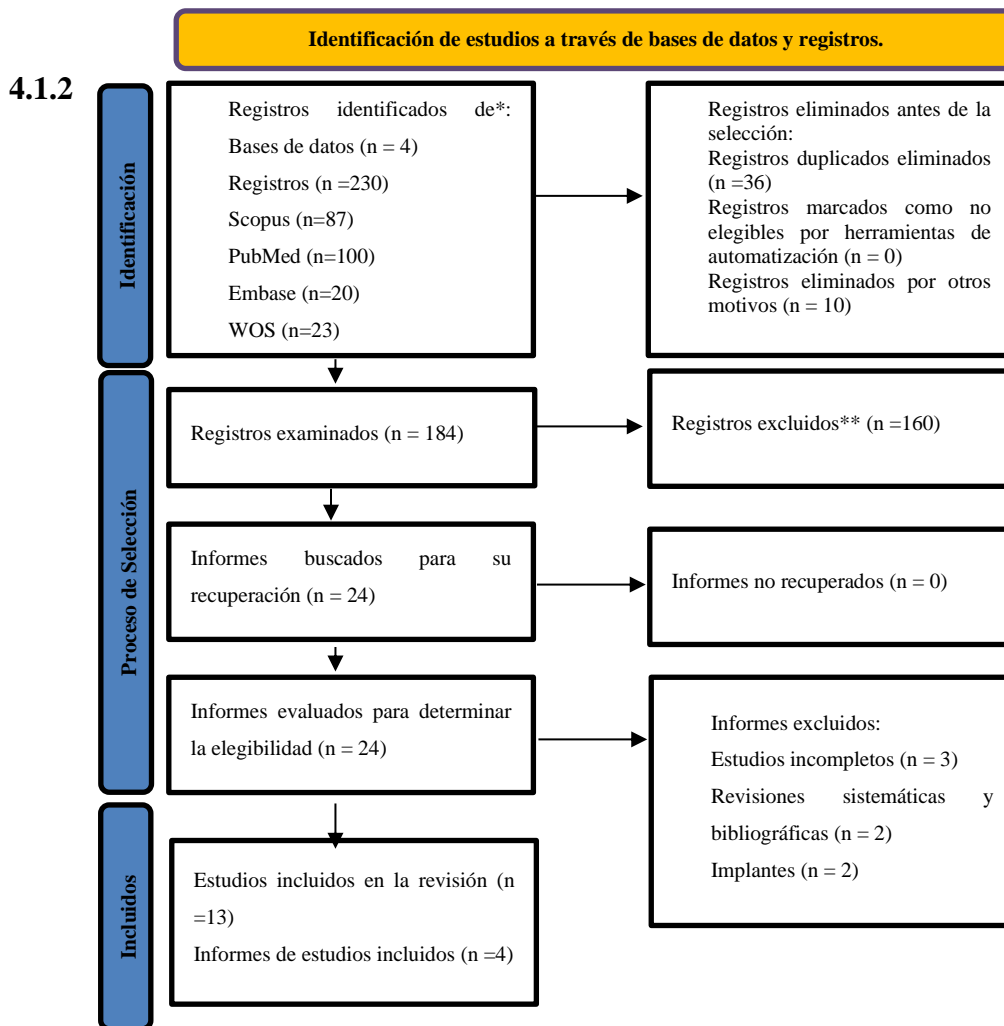 Identificación de estudios a través de bases de datos y registros.
4.1.2
Identificación
Registros identificados de*:
Bases de datos (n = 4)
Registros (n =230)
Scopus (n=87)
PubMed (n=100)
Embase (n=20)
WOS (n=23)
Registros eliminados antes de la
selección:
Registros duplicados eliminados
(n =36)
Registros marcados como no
elegibles por herramientas de
automatización (n = 0)
Registros eliminados por otros
motivos (n = 10)
Proceso de Selección
Registros examinados (n = 184)
Registros excluidos** (n =160)
Informes buscados para su
recuperación (n = 24)
Informes no recuperados (n = 0)
Informes evaluados para determinar
la elegibilidad (n = 24)
Informes excluidos:
Estudios incompletos (n = 3)
Revisiones sistemáticas y
bibliográficas (n = 2)
Implantes (n = 2)
Incluidos
Estudios incluidos en la revisión (n
=13)
Informes de estudios incluidos (n =4)